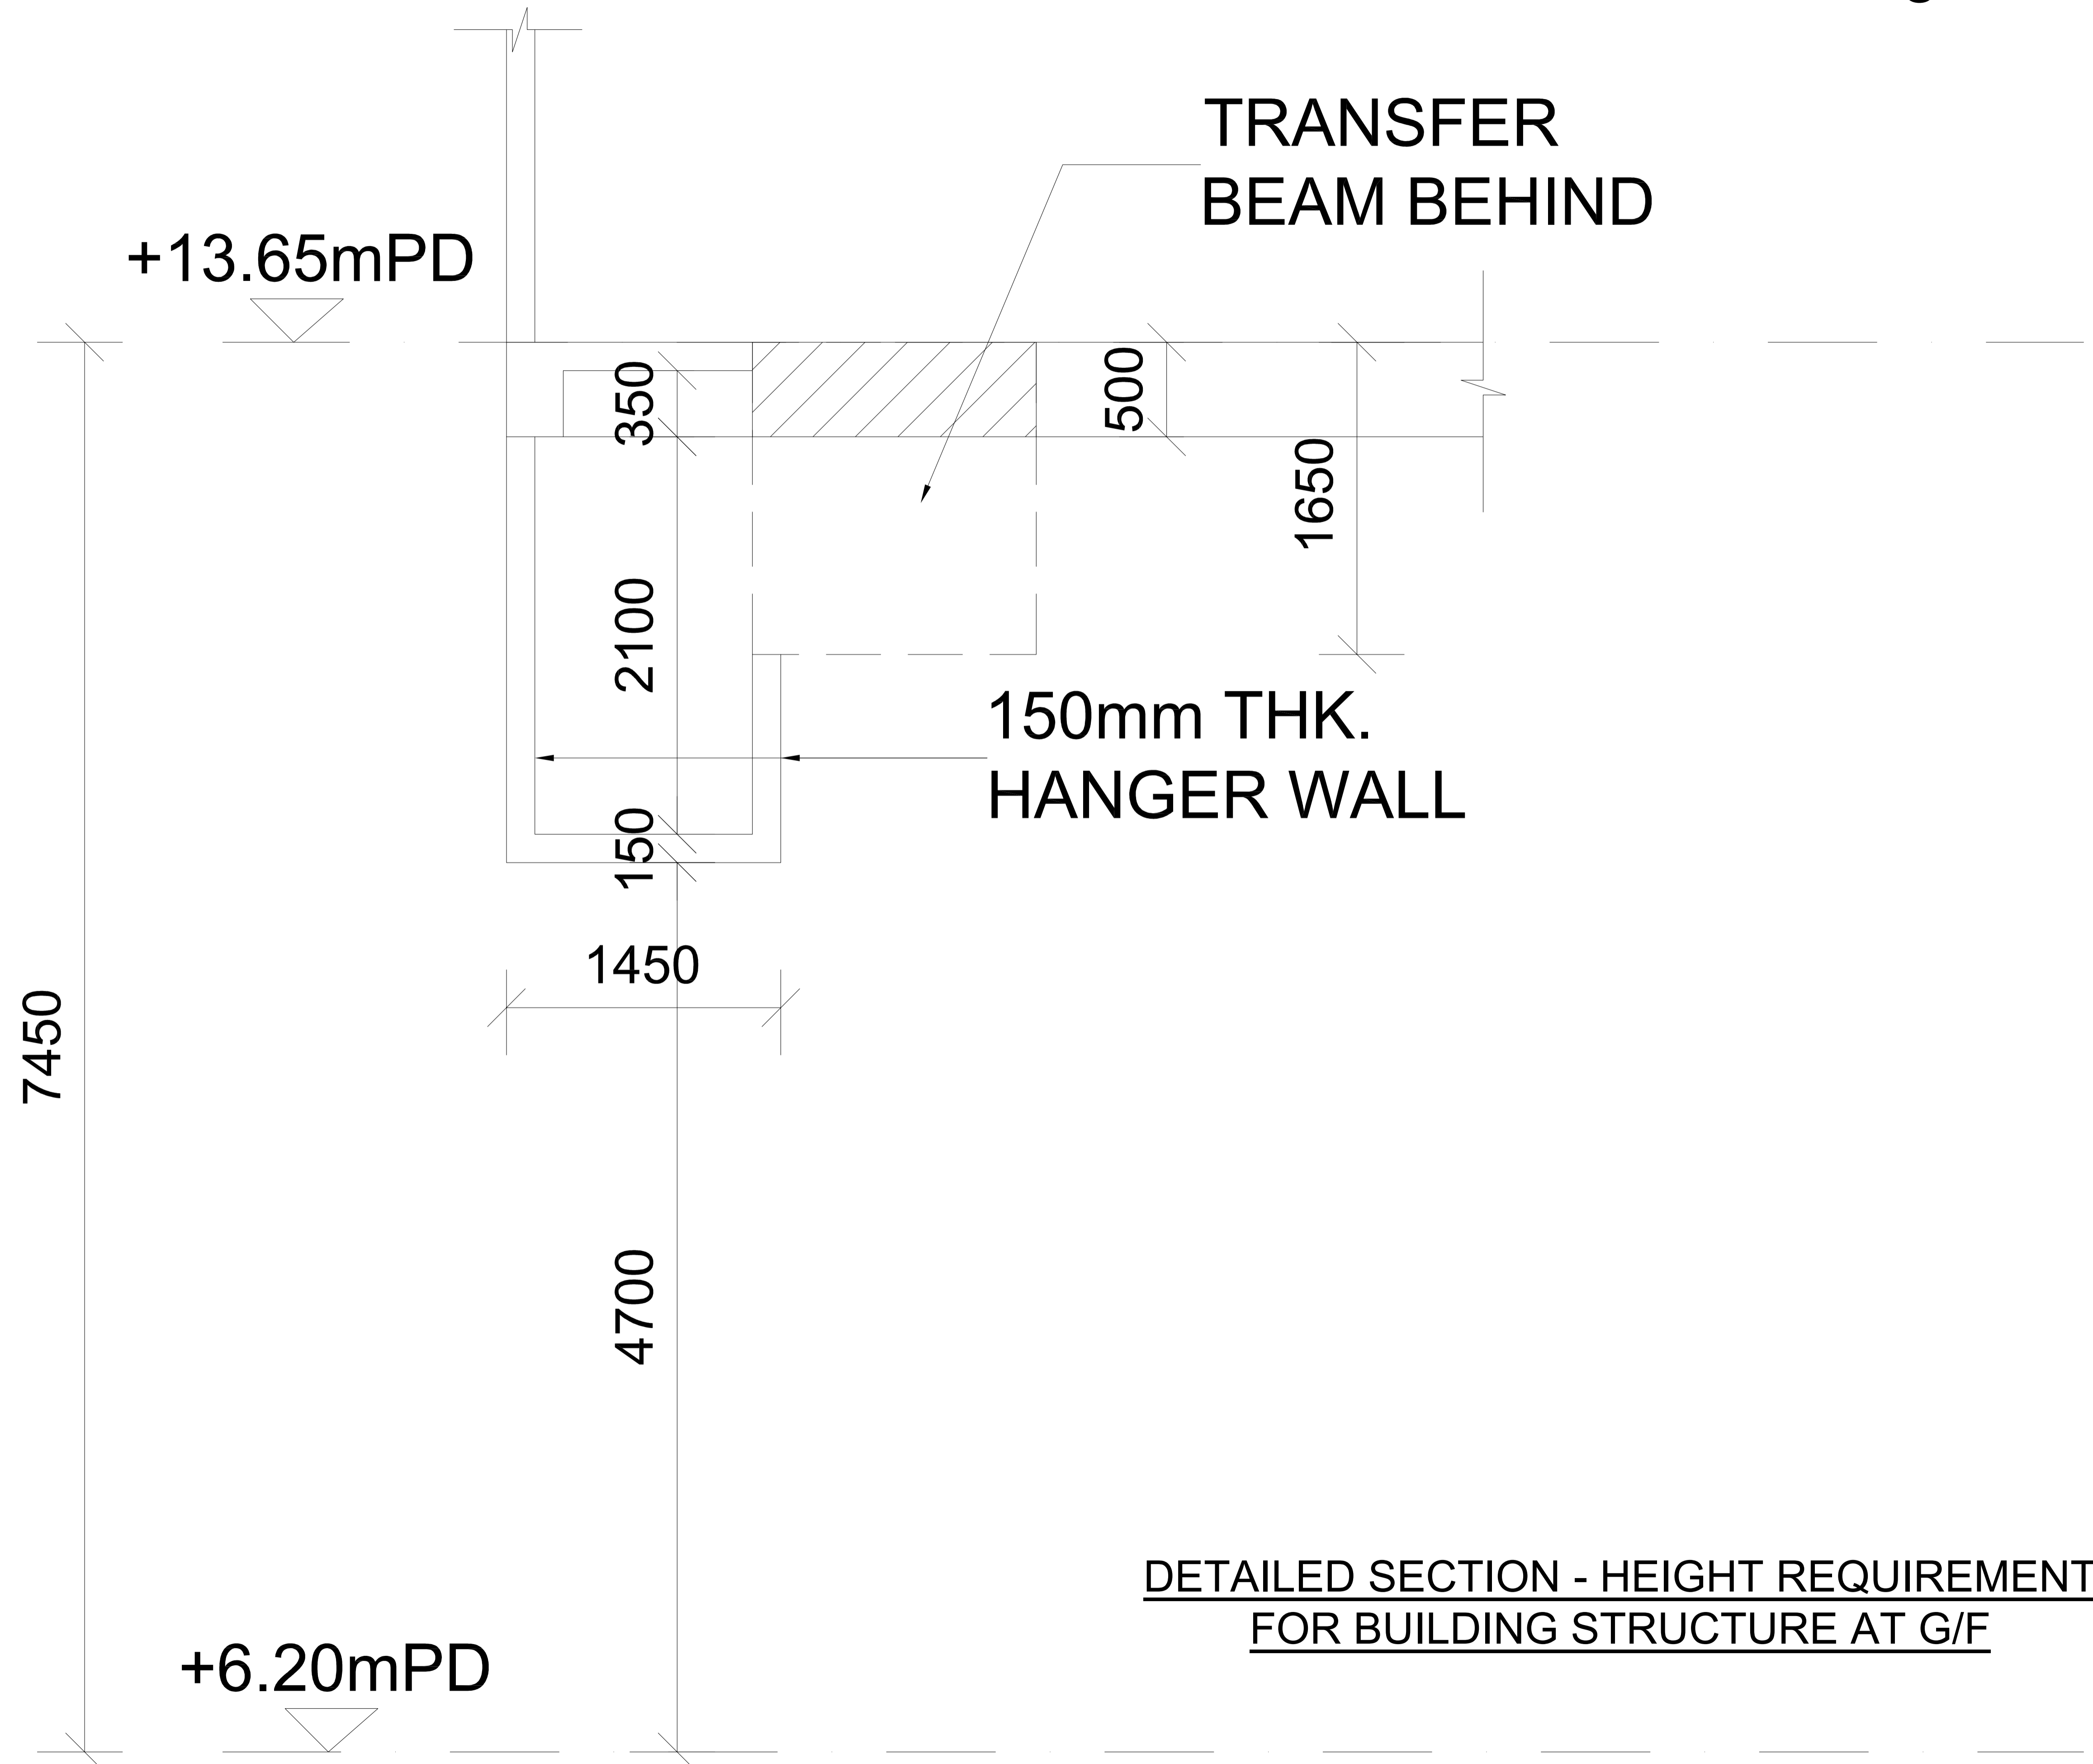 TRANSFER
BEAM BEHIND
+13.65mPD
350
500
1650
2100
150mm THK.
HANGER WALL
150
1450
7450
4700
DETAILED SECTION - HEIGHT REQUIREMENT
FOR BUILDING STRUCTURE AT G/F
+6.20mPD